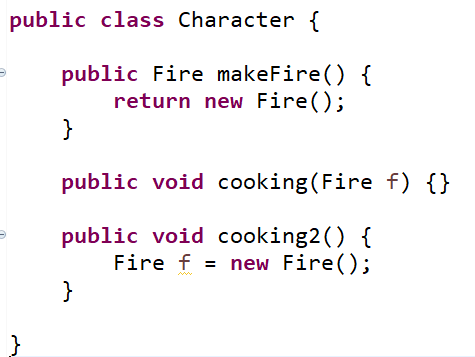 public class Character {
public Fire makeFire() {
return new Fire();
}
public void cooking(Fire f) {}
public void cooking2() {
Fire f = new Fire();
}
}